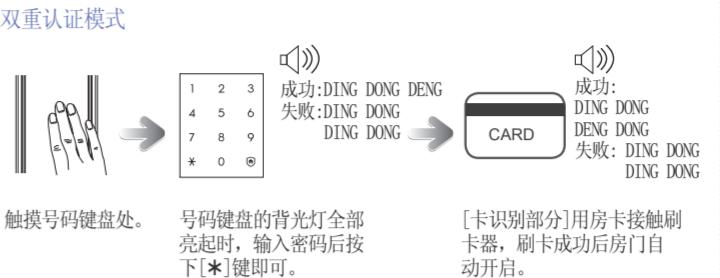 双重认证模式
1 2 3
4 5 6
7 8 9
* 0
成功:DING DONG DENG
失败:DING DONG
DING DONG
CARD
成功:
DING DONG
DENG DONG
失败: DING DONG
DING DONG
触摸号码键盘处。
号码键盘的背光灯全部
亮起时，输入密码后按
下[*]键即可。
[卡识别部分]用房卡接触刷
卡器，刷卡成功后房门自
动开启。